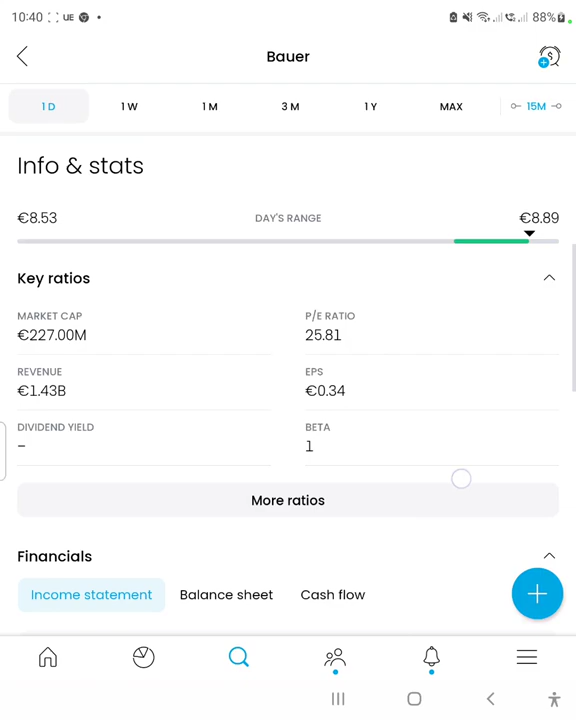 10:40 UE 88%
Bauer
1 D 1 W 1 M 3 M 1 Y MAX 15M
Info & stats
€8.53 DAY'S RANGE €8.89
Key ratios
MARKET CAP P/E RATIO
€227.00M 25.81
REVENUE EPS
€1.43B €0.34
DIVIDEND YIELD BETA
– 1
More ratios
Financials
Income statement Balance sheet Cash flow